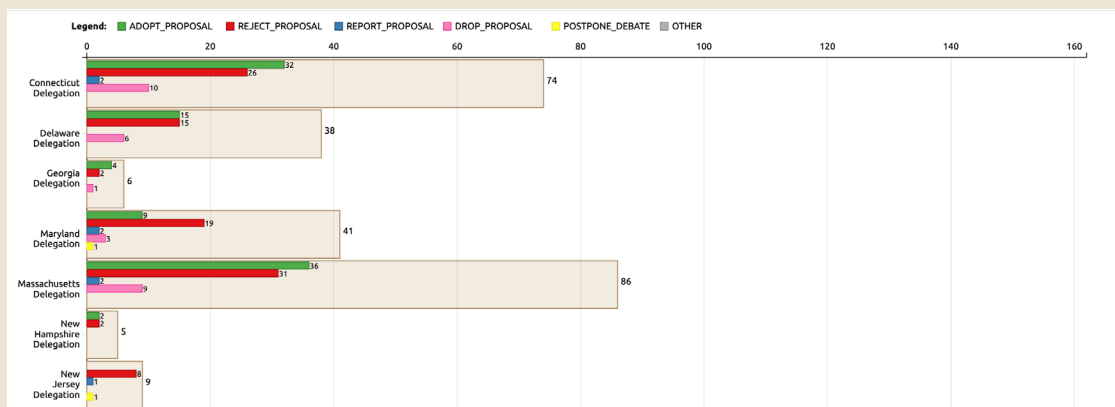 Legend: ADOPT_PROPOSAL REJECT_PROPOSAL REPORT_PROPOSAL DROP_PROPOSAL POSTPONE_DEBATE OTHER
0 20 40 60 80 100 120 140 160
Connecticut
Delegation
32
26
2
10
74
Delaware
Delegation
15
15
6
38
Georgia
Delegation
4
2
1
6
Maryland
Delegation
9
19
2
3
1
41
Massachusetts
Delegation
36
31
2
9
86
New
Hampshire
Delegation
2
2
5
New
Jersey
Delegation
8
1
1
9